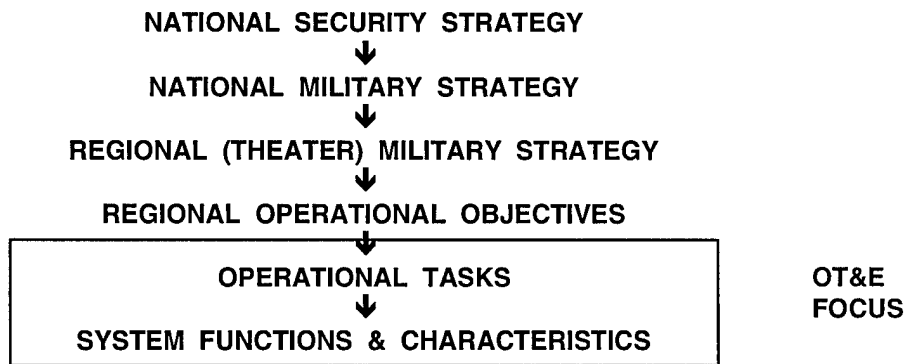 NATIONAL SECURITY STRATEGY
NATIONAL MILITARY STRATEGY
REGIONAL (THEATER) MILITARY STRATEGY
REGIONAL OPERATIONAL OBJECTIVES
OPERATIONAL TASKS
SYSTEM FUNCTIONS & CHARACTERISTICS
OT&E
FOCUS